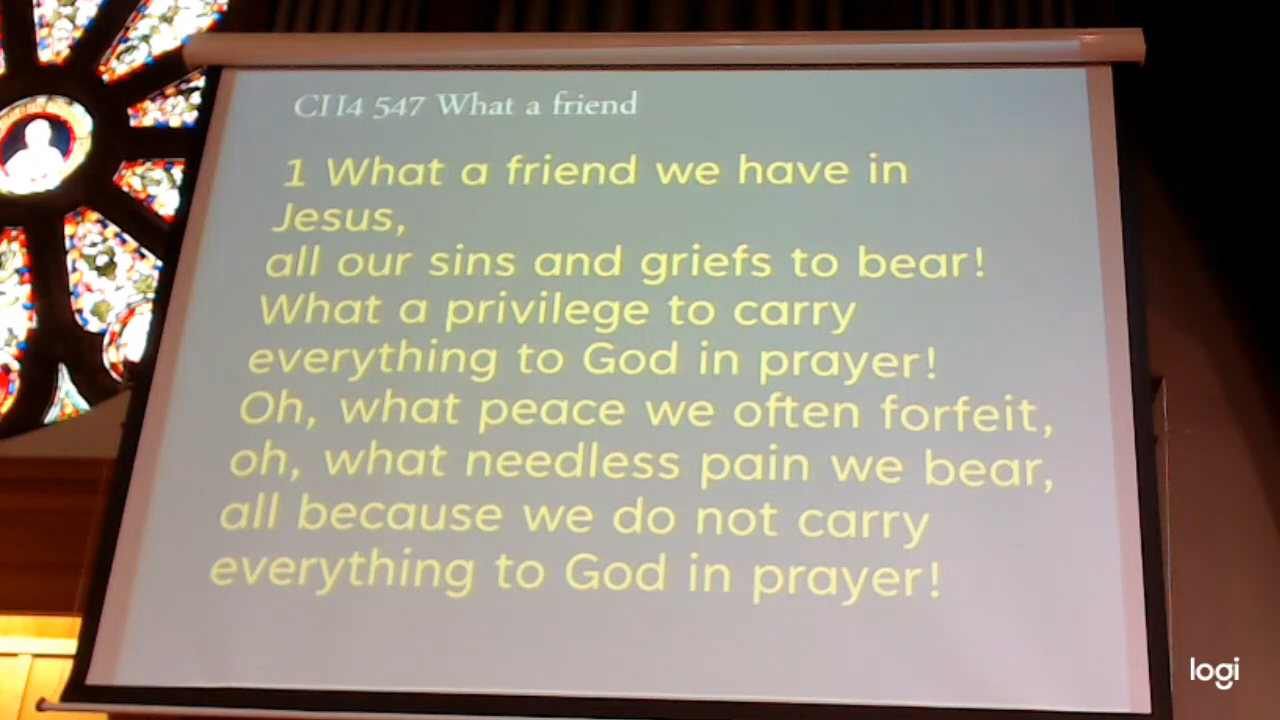 CH4 547 What a friend
1 What a friend we have in
Jesus,
all our sins and griefs to bear!
What a privilege to carry
everything to God in prayer!
Oh, what peace we often forfeit,
oh, what needless pain we bear,
all because we do not carry
everything to God in prayer!
logi